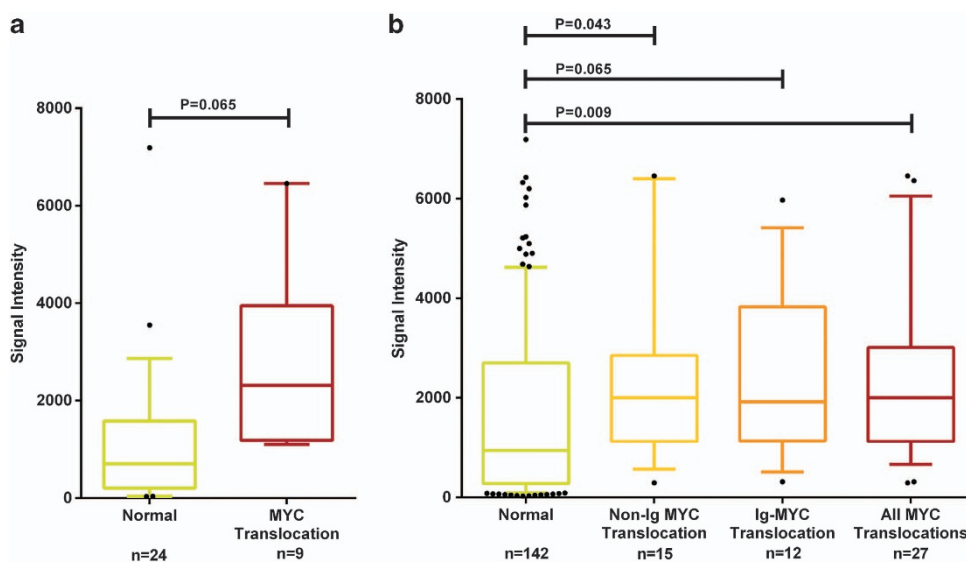 a
P=0.065
8000
6000
4000
2000
0
Signal Intensity
Normal
MYC
Translocation
n=24
n=9
b
P=0.043
P=0.065
P=0.009
8000
6000
4000
2000
0
Signal Intensity
Normal
Non-Ig MYC
Translocation
Ig-MYC
Translocation
All MYC
Translocations
n=142
n=15
n=12
n=27